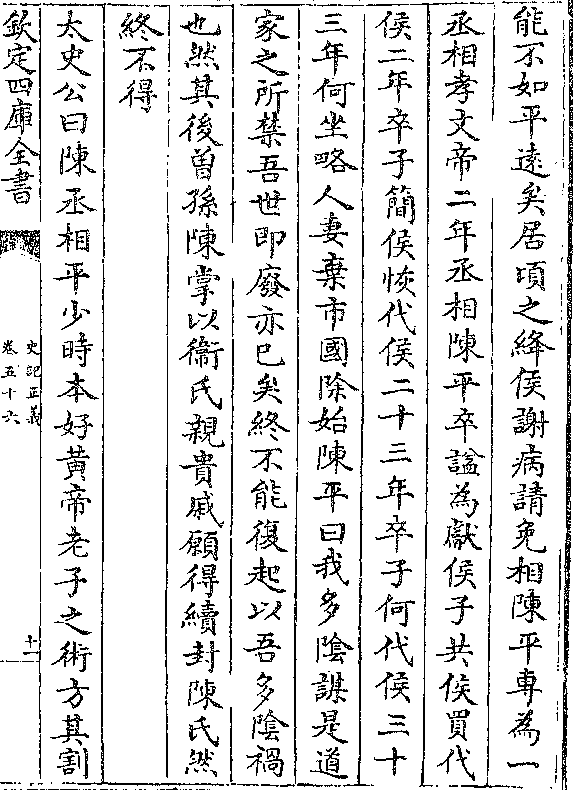 能不如平遠矣居頃之絳侯謝病請免相陳平專為一
丞相孝文帝二年丞相陳平卒諡為獻侯子共侯買代
侯二年卒子簡侯恢代侯二十三年卒子何代侯三十
三年何坐略人妻棄市國除始陳平曰我多陰謀是道
家之所禁吾世即廢亦已矣終不能復起以吾多陰禍
也然其後曾孫陳掌以衞氏親貴戚願得續封陳氏然
終不得
太史公曰陳丞相平少時本好黃帝老子之術方其割
欽定四庫全書
史記正義
卷五十六
十一